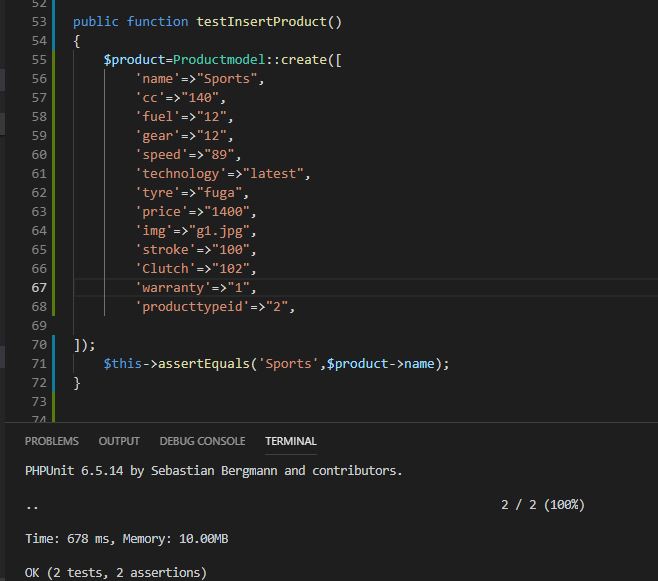 52
53 public function testInsertProduct()
54 {
55 $product=Productmodel::create([
56 'name'=>"Sports",
57 'cc'=>"140",
58 'fuel'=>"12",
59 'gear'=>"12",
60 'speed'=>"89",
61 'technology'=>"latest",
62 'tyre'=>"fuga",
63 'price'=>"1400",
64 'img'=>"g1.jpg",
65 'stroke'=>"100",
66 'Clutch'=>"102",
67 'warranty'=>"1",
68 'producttypeid'=>"2",
69
70 ]);
71 $this->assertEquals('Sports',$product->name);
72 }
73
74
PROBLEMS OUTPUT DEBUG CONSOLE TERMINAL
PHPUnit 6.5.14 by Sebastian Bergmann and contributors.
.. 2 / 2 (100%)
Time: 678 ms, Memory: 10.00MB
OK (2 tests, 2 assertions)